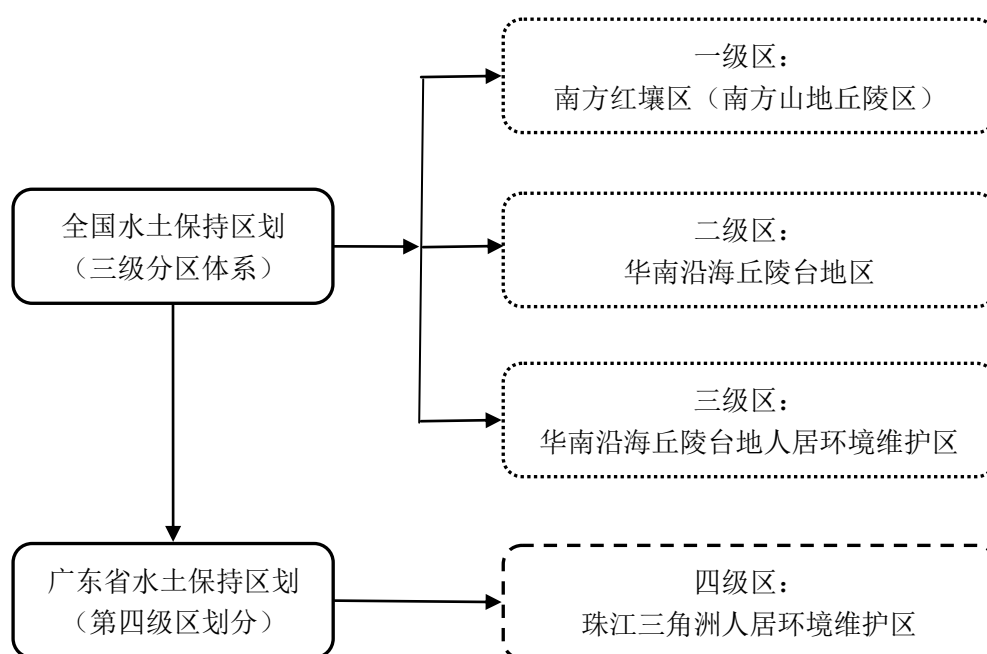 一级区：
南方红壤区（南方山地丘陵区）
全国水土保持区划
（三级分区体系）
二级区：
华南沿海丘陵台地区
三级区：
华南沿海丘陵台地人居环境维护区
广东省水土保持区划
（第四级区划分）
四级区：
珠江三角洲人居环境维护区